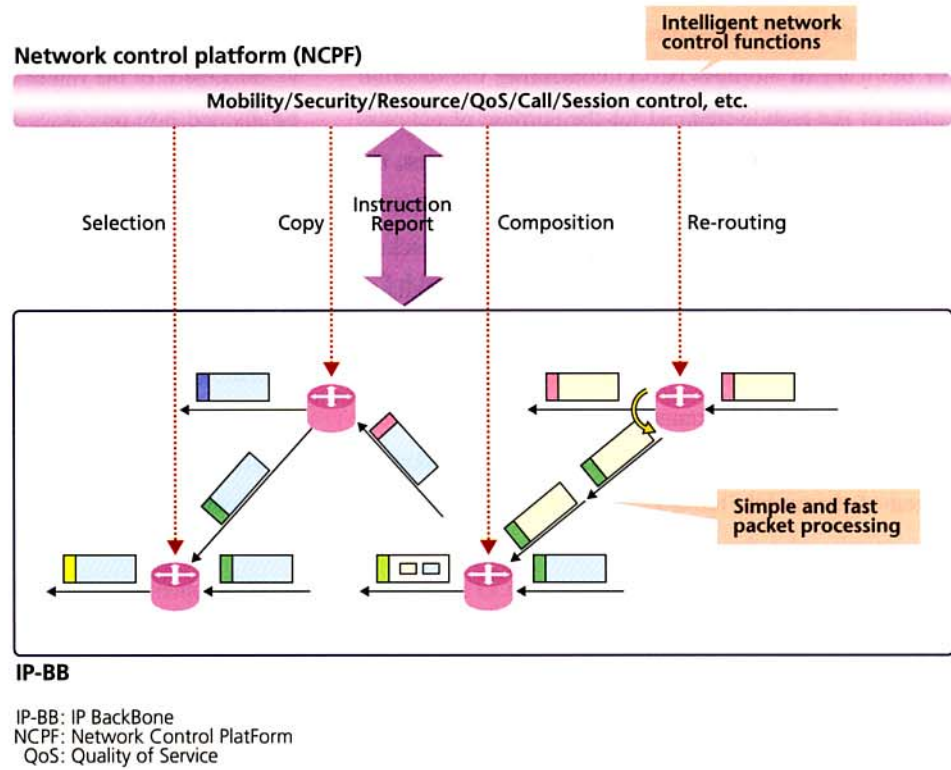 Intelligent network
control functions
Network control platform (NCPF)
Mobility/Security/Resource/QoS/Call/Session control, etc.
Selection
Copy
Instruction
Report
Composition
Re-routing
Simple and fast
packet processing
IP-BB
IP-BB: IP BackBone
NCPF: Network Control PlatForm
QoS: Quality of Service